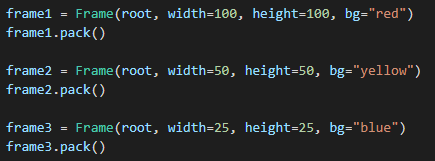 frame1 = Frame(root, width=100, height=100, bg="red")
frame1.pack()
frame2 = Frame(root, width=50, height=50, bg="yellow")
frame2.pack()
frame3 = Frame(root, width=25, height=25, bg="blue")
frame3.pack()